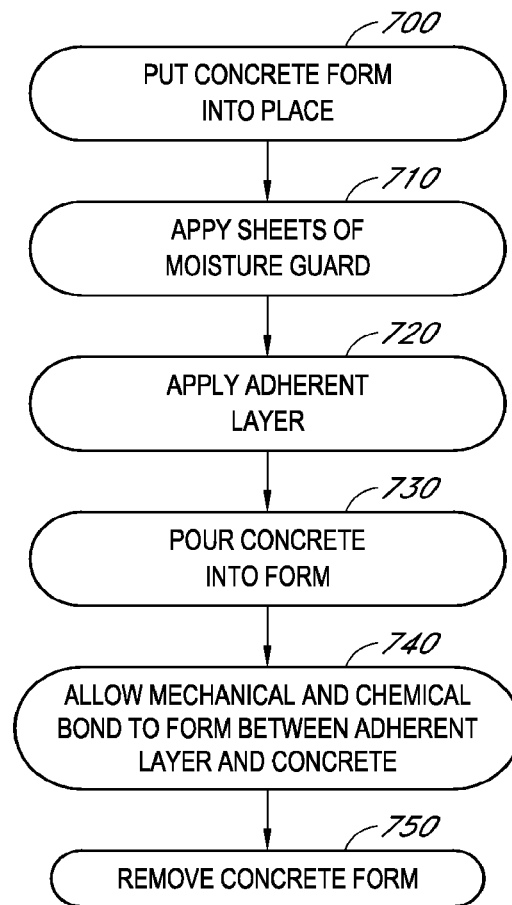 700
PUT CONCRETE FORM
INTO PLACE
710
APPY SHEETS OF
MOISTURE GUARD
720
APPLY ADHERENT
LAYER
730
POUR CONCRETE
INTO FORM
740
ALLOW MECHANICAL AND CHEMICAL
BOND TO FORM BETWEEN ADHERENT
LAYER AND CONCRETE
750
REMOVE CONCRETE FORM